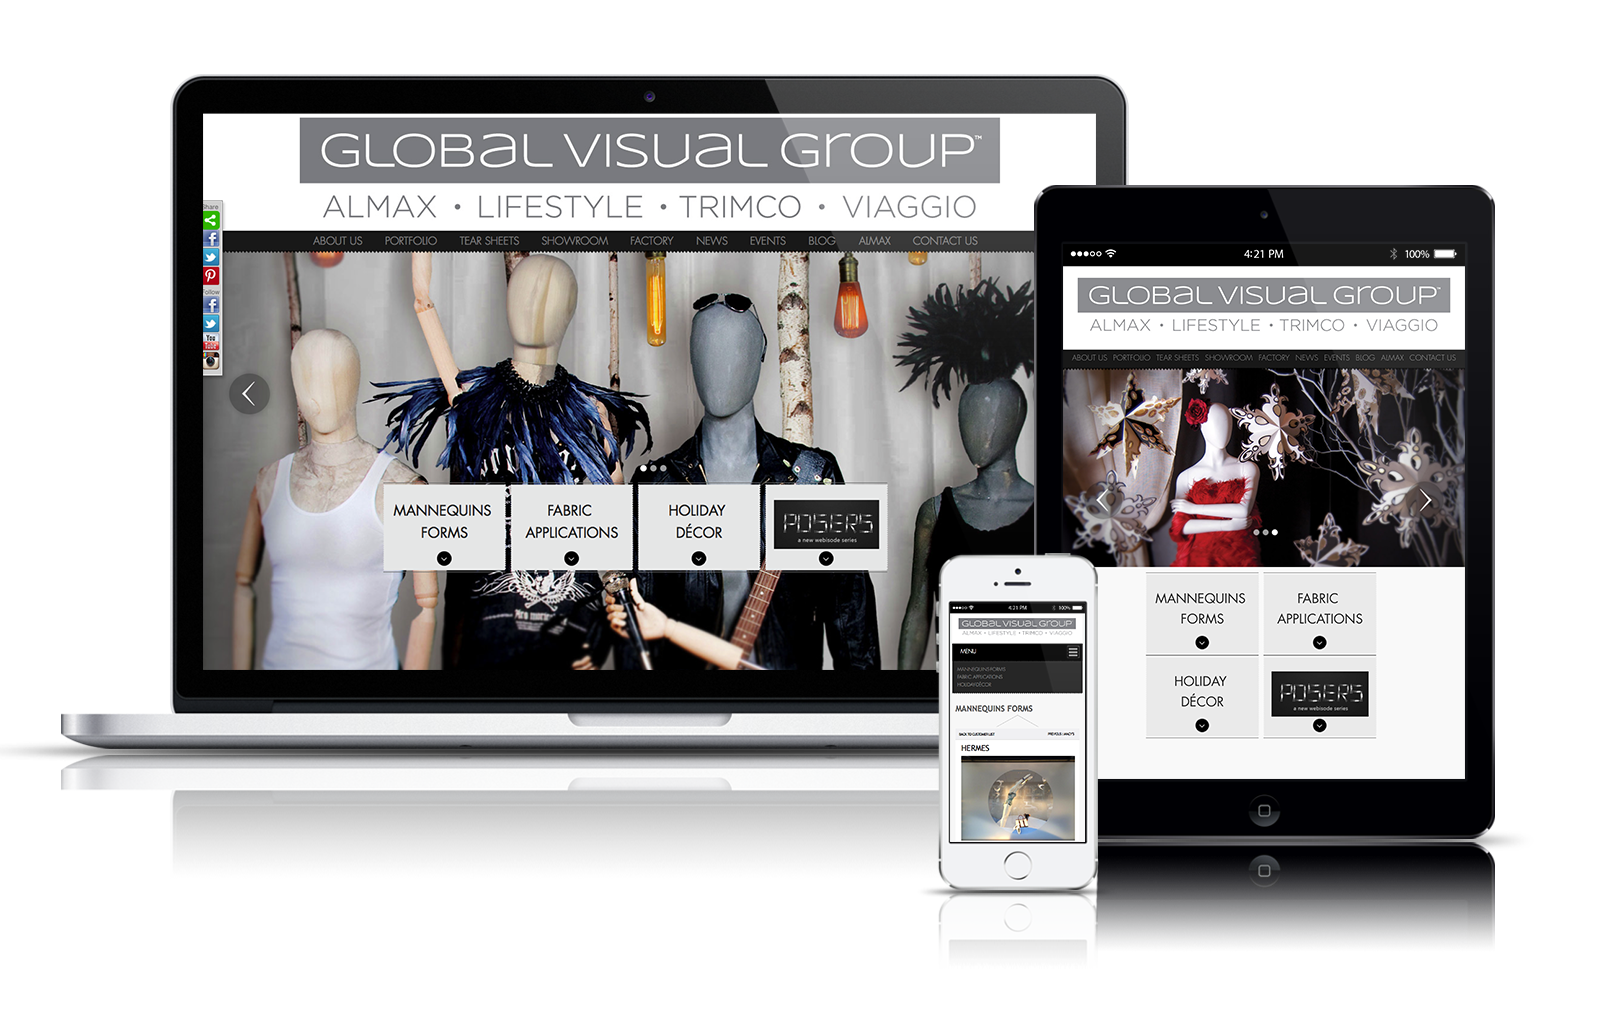 GLOBaL VISUaL GrOUP™
ALMAX • LIFESTYLE • TRIMCO • VIAGGIO
ABOUT US PORTFOLIO TEAR SHEETS SHOWROOM FACTORY NEWS EVENTS BLOG ALMAX CONTACT US
Share
Follow
You
Tube
MANNEQUINS
FORMS
FABRIC
APPLICATIONS
HOLIDAY
DÉCOR
POSERS
a new webisode series
4:21 PM 100%
GLOBaL VISUaL GrOUP™
ALMAX • LIFESTYLE • TRIMCO • VIAGGIO
ABOUT US PORTFOLIO TEAR SHEETS SHOWROOM FACTORY NEWS EVENTS BLOG ALMAX CONTACT US
MANNEQUINS
FORMS
FABRIC
APPLICATIONS
HOLIDAY
DÉCOR
POSERS
a new webisode series
4:21 PM 100%
GLOBaL VISUaL GrOUP
ALMAX • LIFESTYLE • TRIMCO • VIAGGIO
MENU
MANNEQUINS FORMS
FABRIC APPLICATIONS
HOLIDAY DÉCOR
MANNEQUINS FORMS
BACK TO CUSTOMER LIST
HERMES